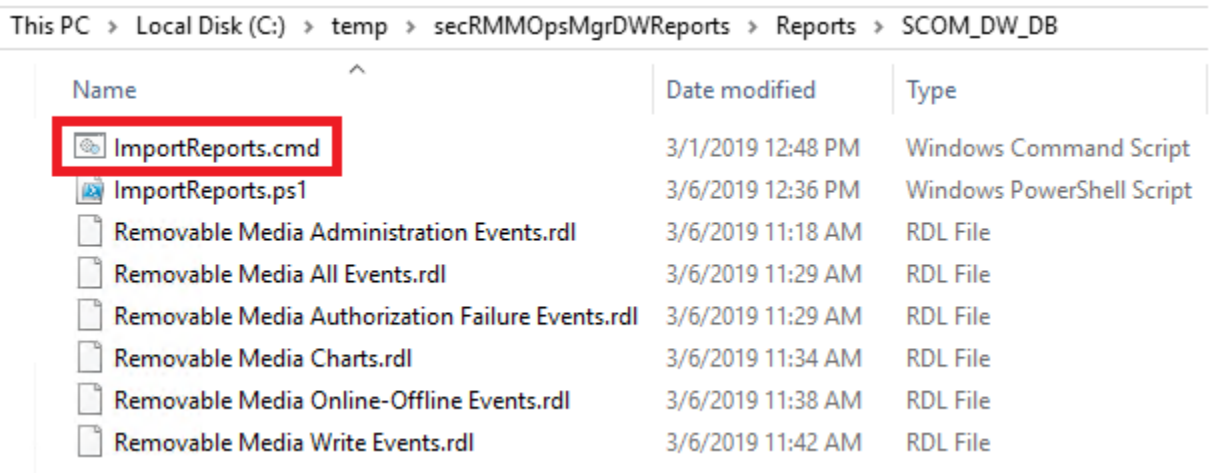 This PC > Local Disk (C:) > temp > secRMMOpsMgrDWReports > Reports > SCOM_DW_DB
Name Date modified Type
ImportReports.cmd 3/1/2019 12:48 PM Windows Command Script
ImportReports.ps1 3/6/2019 12:36 PM Windows PowerShell Script
Removable Media Administration Events.rdl 3/6/2019 11:18 AM RDL File
Removable Media All Events.rdl 3/6/2019 11:29 AM RDL File
Removable Media Authorization Failure Events.rdl 3/6/2019 11:29 AM RDL File
Removable Media Charts.rdl 3/6/2019 11:34 AM RDL File
Removable Media Online-Offline Events.rdl 3/6/2019 11:38 AM RDL File
Removable Media Write Events.rdl 3/6/2019 11:42 AM RDL File